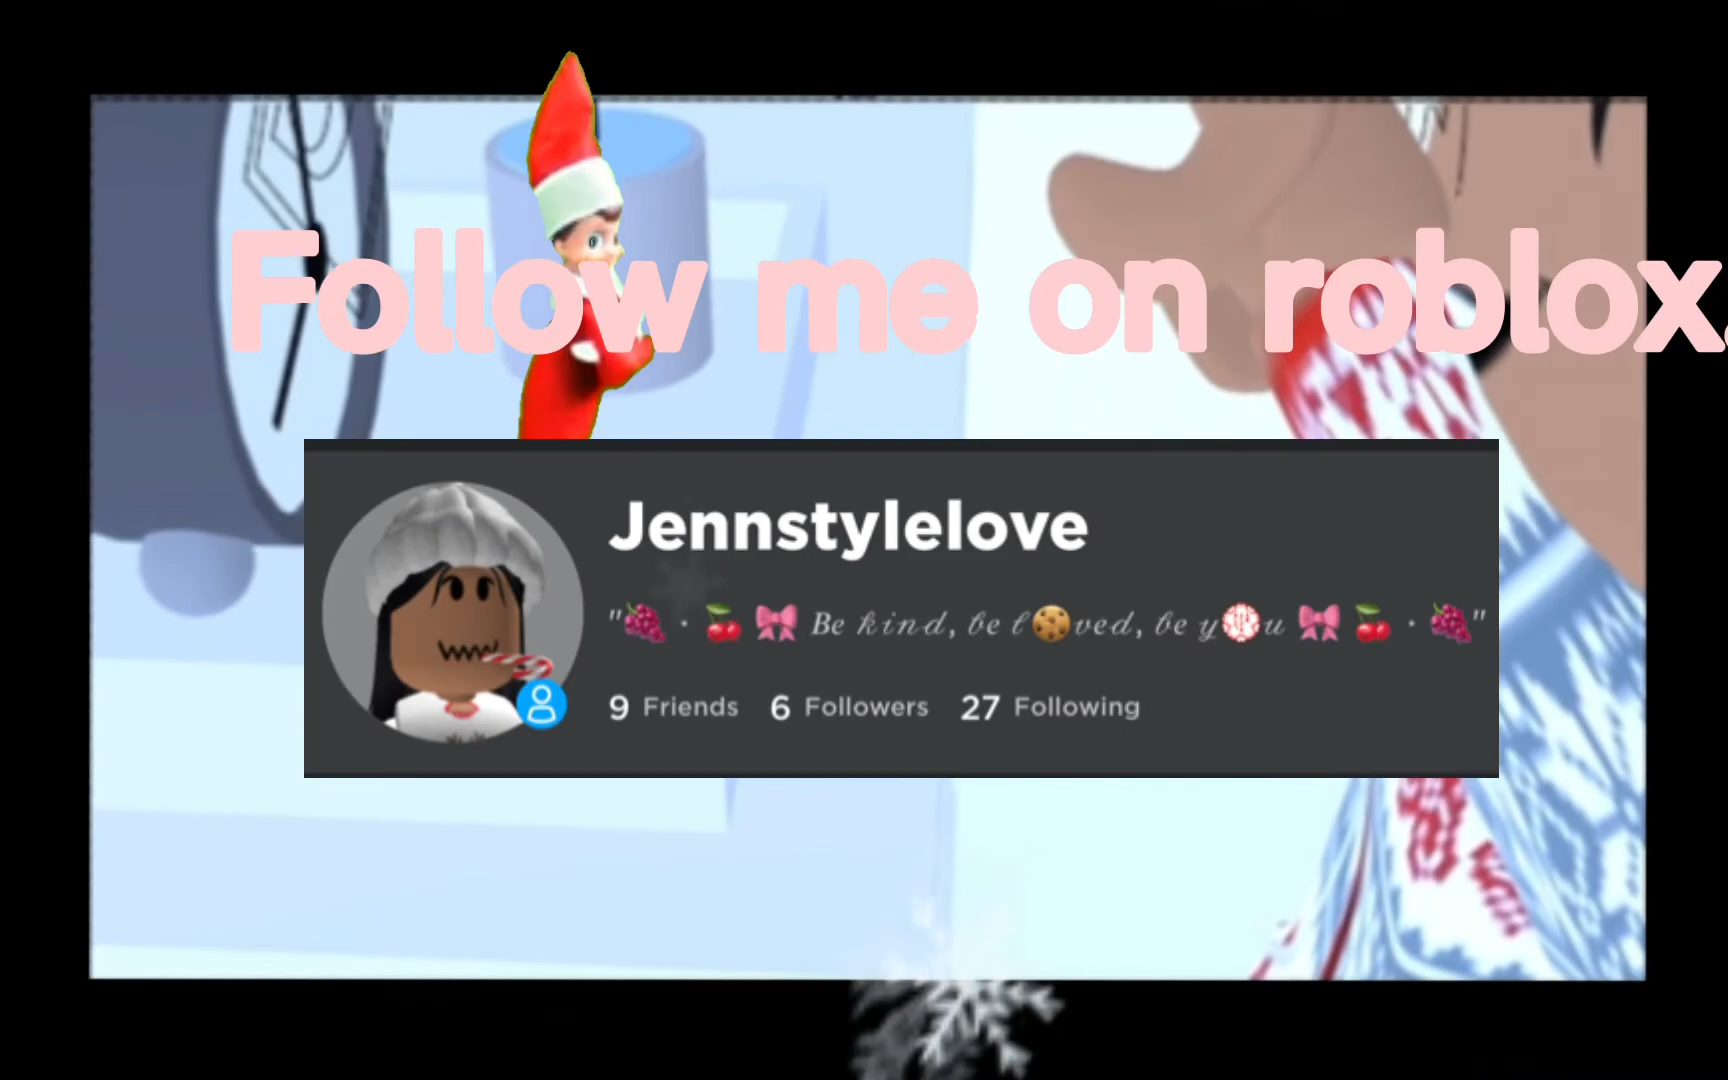 Follow me on roblox.
Jennstylelove
"🍇 · 🍒 🎀 𝓑𝓮 𝓴𝓲𝓷𝓭, 𝓫𝓮 𝓵🍪𝓿𝓮𝓭, 𝓫𝓮 𝔂🍥𝓾 🎀 🍒 · 🍇"
9 Friends 6 Followers 27 Following